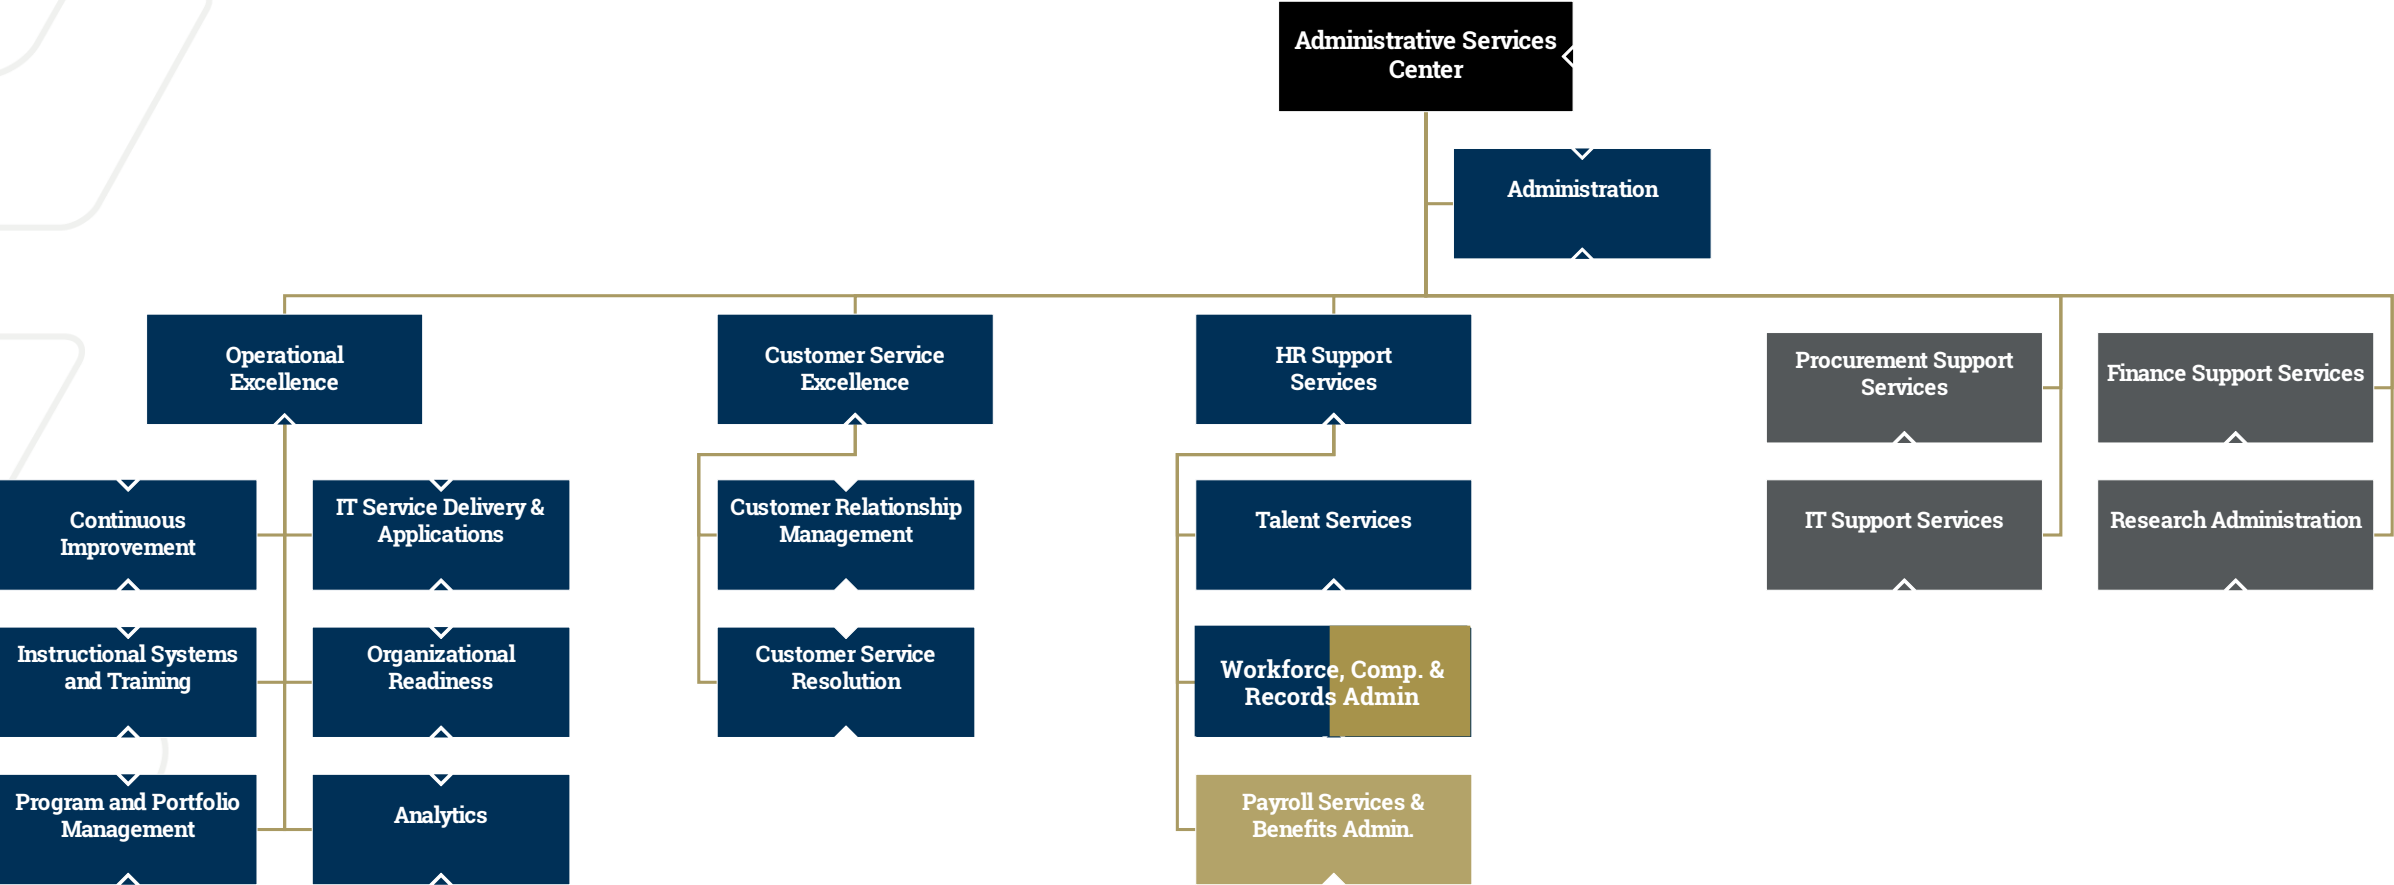 Administrative Services
Center
Administration
Operational
Excellence
Customer Service
Excellence
HR Support
Services
Procurement Support
Services
Finance Support Services
Continuous
Improvement
IT Service Delivery &
Applications
Customer Relationship
Management
Talent Services
IT Support Services
Research Administration
Instructional Systems
and Training
Organizational
Readiness
Customer Service
Resolution
Workforce, Comp. &
Records Admin
Program and Portfolio
Management
Analytics
Payroll Services &
Benefits Admin.